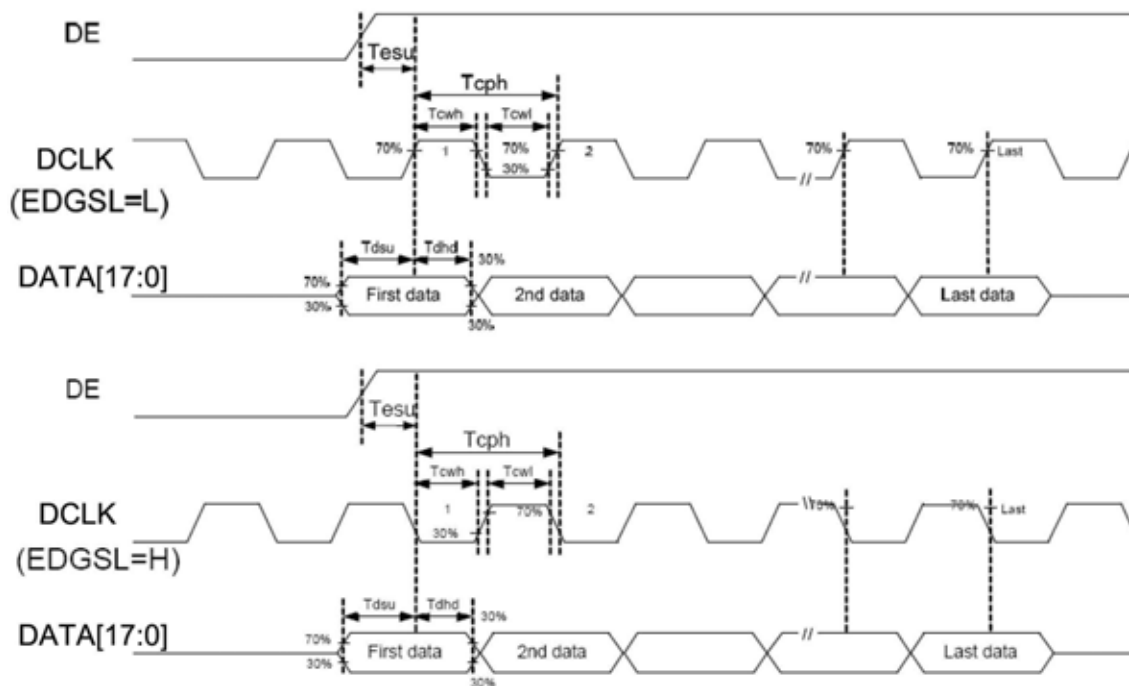 DE
Tesu
Tcph
Tcwh Tcwl
DCLK 70% 1 70% 2 70% 70% Last
30%
(EDGSL=L) //
Tdsu Tdhd 30%
DATA[17:0] 70% //
First data 2nd data Last data
30% 30%
DE
Tesu
Tcph
Tcwh Tcwl
DCLK 1 70% 2 \\ 70% 70% Last
30%
(EDGSL=H)
Tdsu Tdhd 30%
DATA[17:0] 70% //
First data 2nd data Last data
30% 30%